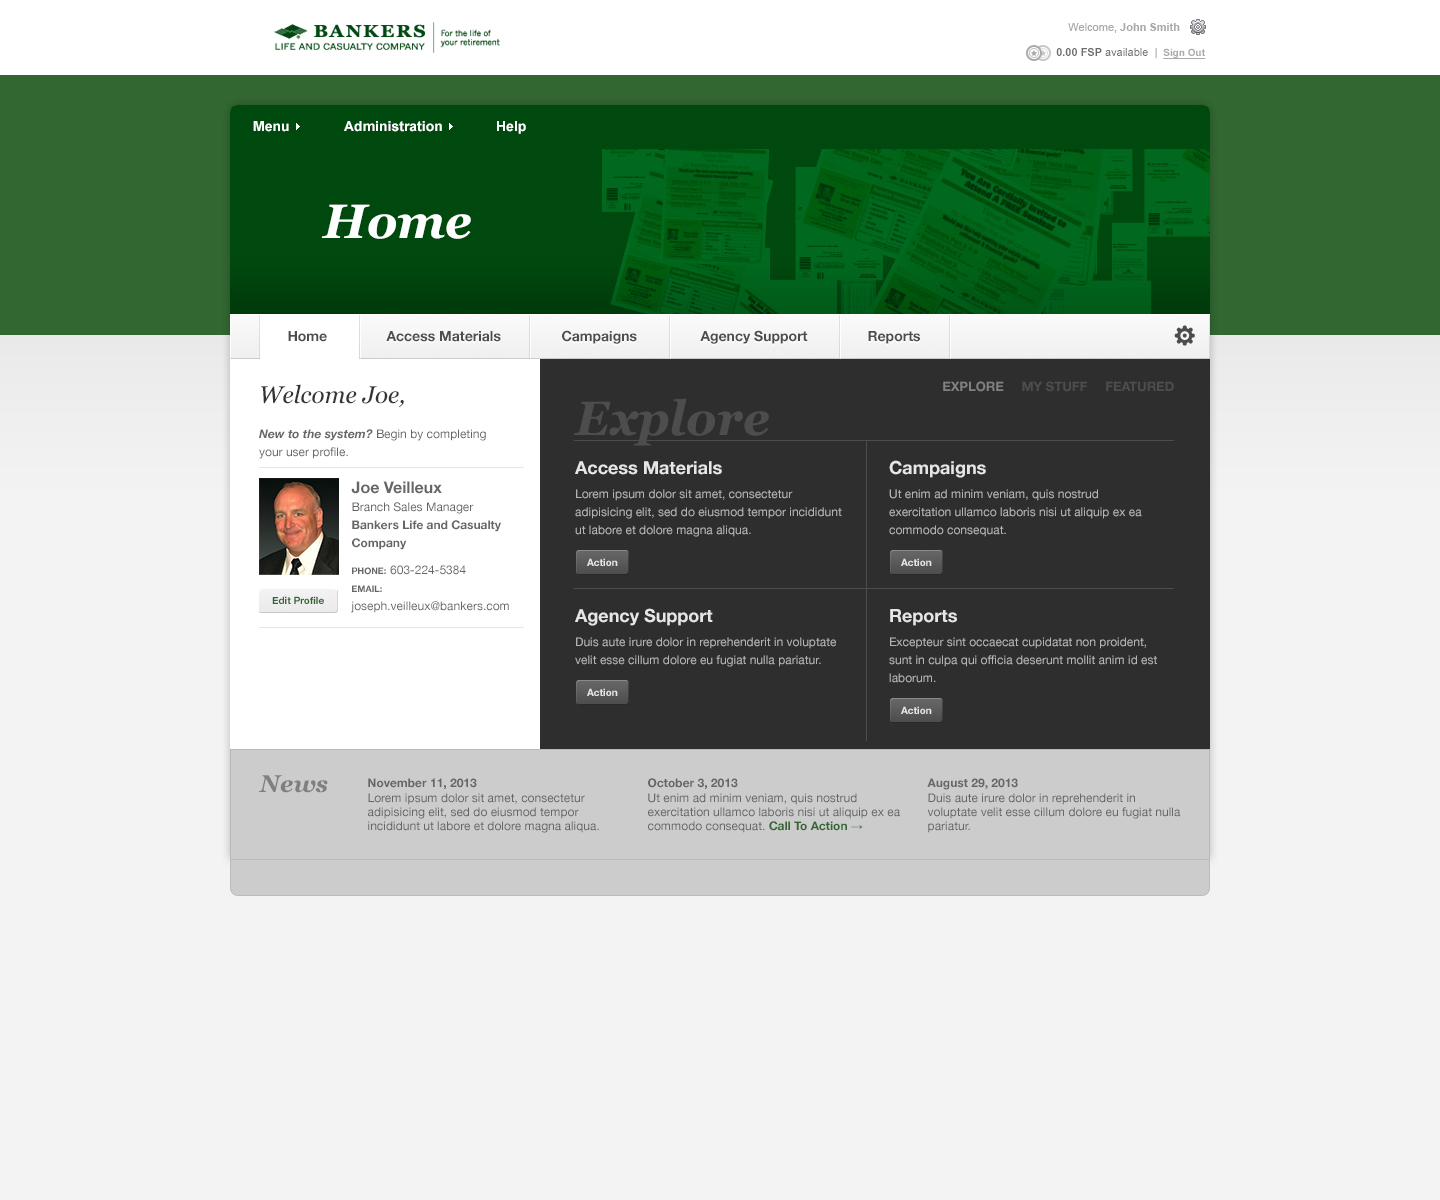 BANKERS
LIFE AND CASUALTY COMPANY
For the life of
your retirement
Welcome, John Smith
0.00 FSP available | Sign Out
Menu Administration Help
You Are Cordially Invited to
Home
Home Access Materials Campaigns Agency Support Reports
Welcome Joe,
New to the system? Begin by completing
your user profile.
Joe Veilleux
Branch Sales Manager
Bankers Life and Casualty
Company
PHONE: 603-224-5384
EMAIL:
joseph.veilleux@bankers.com
Edit Profile
EXPLORE MY STUFF FEATURED
Explore
Access Materials
Lorem ipsum dolor sit amet, consectetur
adipisicing elit, sed do eiusmod tempor incididunt
ut labore et dolore magna aliqua.
Action
Campaigns
Ut enim ad minim veniam, quis nostrud
exercitation ullamco laboris nisi ut aliquip ex ea
commodo consequat.
Action
Agency Support
Duis aute irure dolor in reprehenderit in voluptate
velit esse cillum dolore eu fugiat nulla pariatur.
Action
Reports
Excepteur sint occaecat cupidatat non proident,
sunt in culpa qui officia deserunt mollit anim id est
laborum.
Action
News
November 11, 2013
Lorem ipsum dolor sit amet, consectetur
adipisicing elit, sed do eiusmod tempor
incididunt ut labore et dolore magna aliqua.
October 3, 2013
Ut enim ad minim veniam, quis nostrud
exercitation ullamco laboris nisi ut aliquip ex ea
commodo consequat. Call To Action →
August 29, 2013
Duis aute irure dolor in reprehenderit in
voluptate velit esse cillum dolore eu fugiat nulla
pariatur.